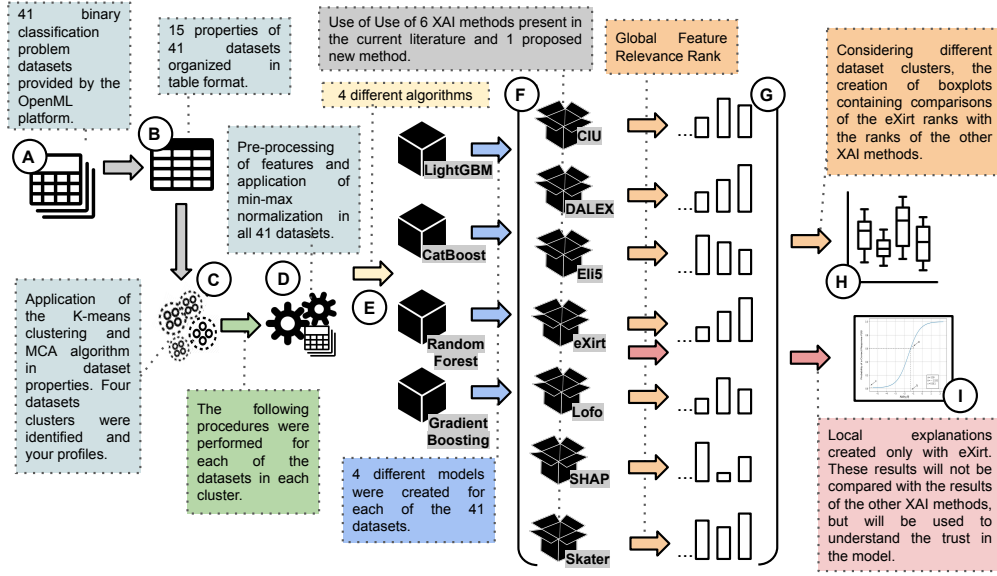 41 binary
classification
problem
datasets
provided by the
OpenML
platform.
15 properties of
41 datasets
organized in
table format.
Use of Use of 6 XAI methods present in
the current literature and 1 proposed
new method.
Global Feature
Relevance Rank
Considering different
dataset clusters, the
creation of boxplots
containing comparisons
of the eXirt ranks with
the ranks of the other
XAI methods.
4 different algorithms
A
B
Pre-processing
of features and
application of
min-max
normalization in
all 41 datasets.
C
D
E
F
G
H
I
LightGBM
CatBoost
Random
Forest
Gradient
Boosting
CIU
DALEX
Eli5
eXirt
Lofo
SHAP
Skater
...
...
...
...
...
...
...
Application of
the K-means
clustering and
MCA algorithm
in dataset
properties. Four
datasets
clusters were
identified and
your profiles.
The following
procedures were
performed for
each of the
datasets in each
cluster.
4 different models
were created for
each of the 41
datasets.
Local explanations
created only with eXirt.
These results will not be
compared with the results
of the other XAI methods,
but will be used to
understand the trust in
the model.